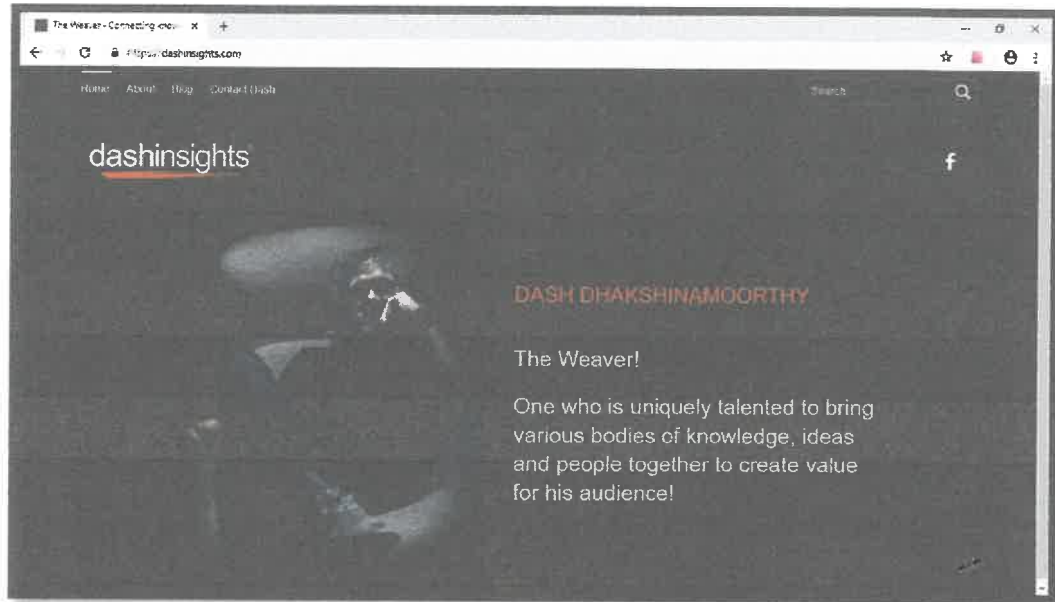 The Weaver - Connecting
https://dashinsights.com
Home About Blog Contact Dash
Search
dashinsights
f
DASH DHAKSHINAMOORTHY
The Weaver!
One who is uniquely talented to bring
various bodies of knowledge, ideas
and people together to create value
for his audience!